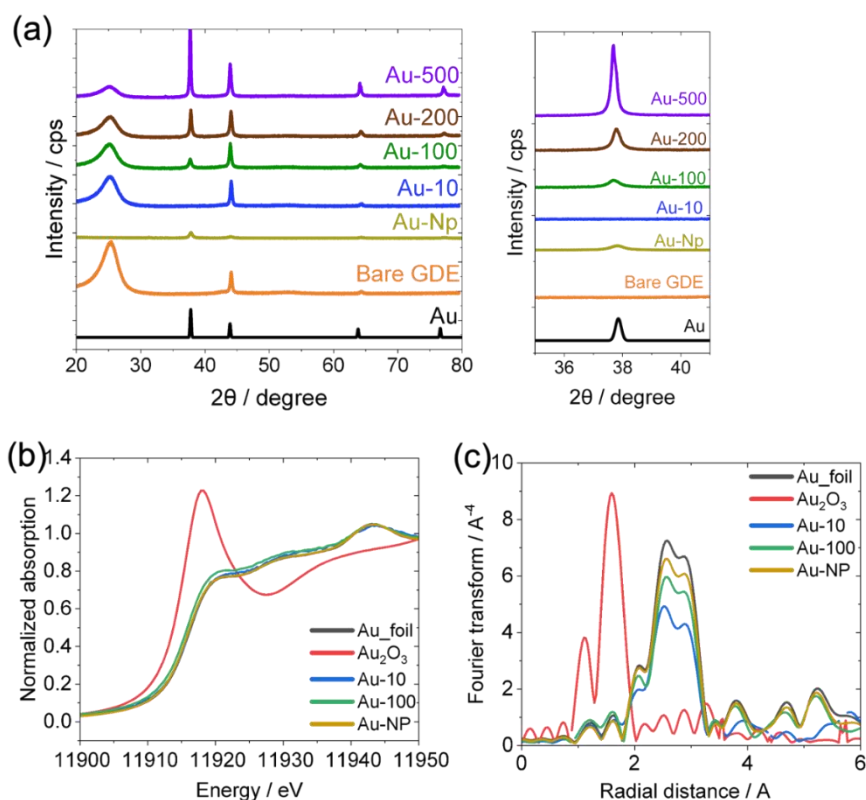 (a)
Intensity / cps
Au-500
Au-200
Au-100
Au-10
Au-Np
Bare GDE
Au
20 30 40 50 60 70 80
2θ / degree
Intensity / cps
Au-500
Au-200
Au-100
Au-10
Au-Np
Bare GDE
Au
36 38 40
2θ / degree
(b)
Normalized absorption
1.4
1.2
1.0
0.8
0.6
0.4
0.2
0.0
Au_foil
Au₂O₃
Au-10
Au-100
Au-NP
11900 11910 11920 11930 11940 11950
Energy / eV
(c)
Fourier transform / A⁻⁴
10
8
6
4
2
0
Au_foil
Au₂O₃
Au-10
Au-100
Au-NP
0 2 4 6
Radial distance / A